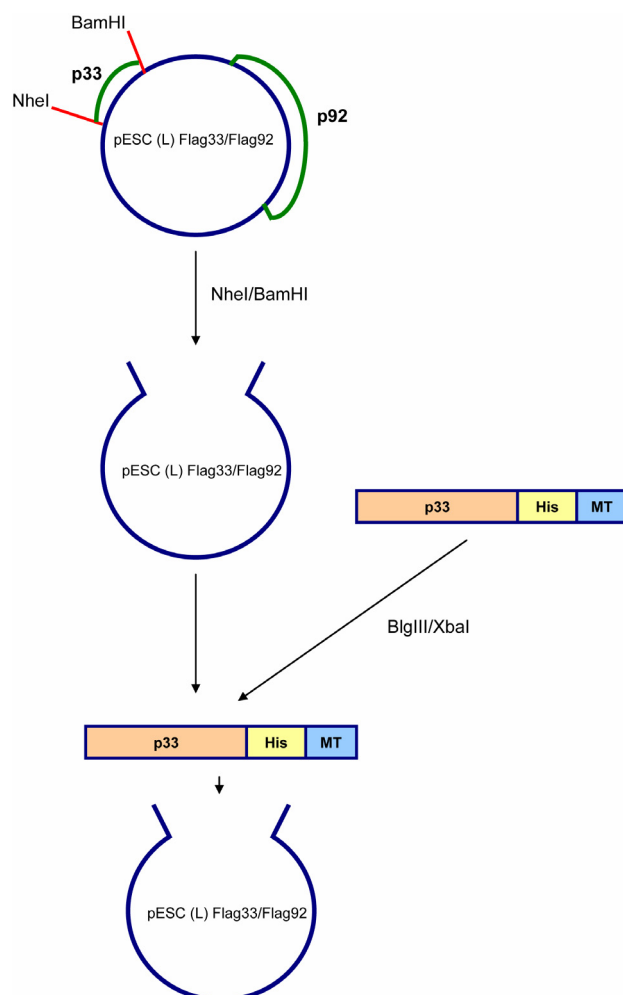 BamHI
p33
NheI
p92
pESC (L) Flag33/Flag92
NheI/BamHI
pESC (L) Flag33/Flag92
p33 His MT
BlgIII/XbaI
p33 His MT
pESC (L) Flag33/Flag92